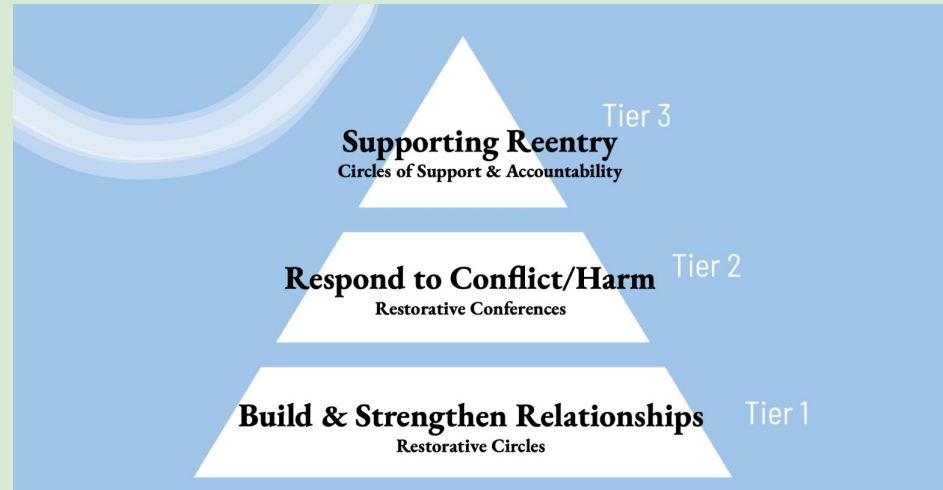 Tier 3
Supporting Reentry
Circles of Support & Accountability
Tier 2
Respond to Conflict/Harm
Restorative Conferences
Tier 1
Build & Strengthen Relationships
Restorative Circles